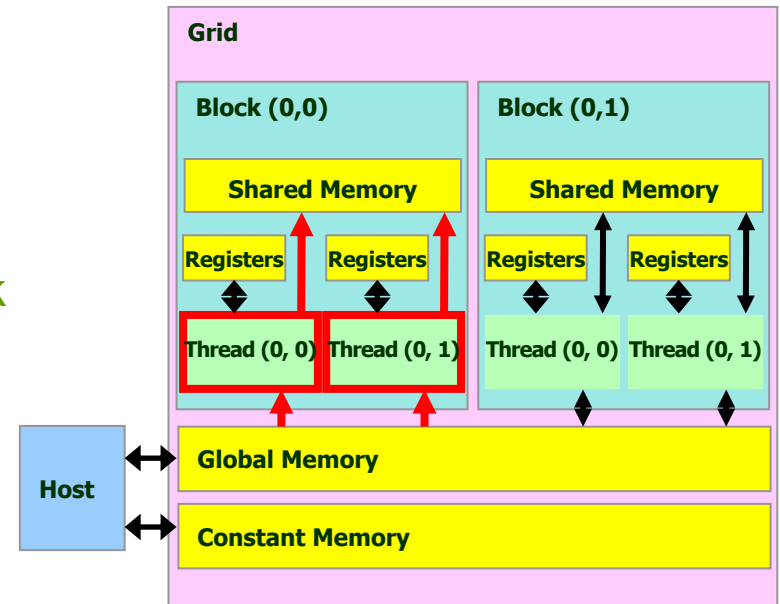 Grid
Block (0,0)
Block (0,1)
Shared Memory
Shared Memory
Registers
Registers
Registers
Registers
Thread (0, 0)
Thread (0, 1)
Thread (0, 0)
Thread (0, 1)
Host
Global Memory
Constant Memory